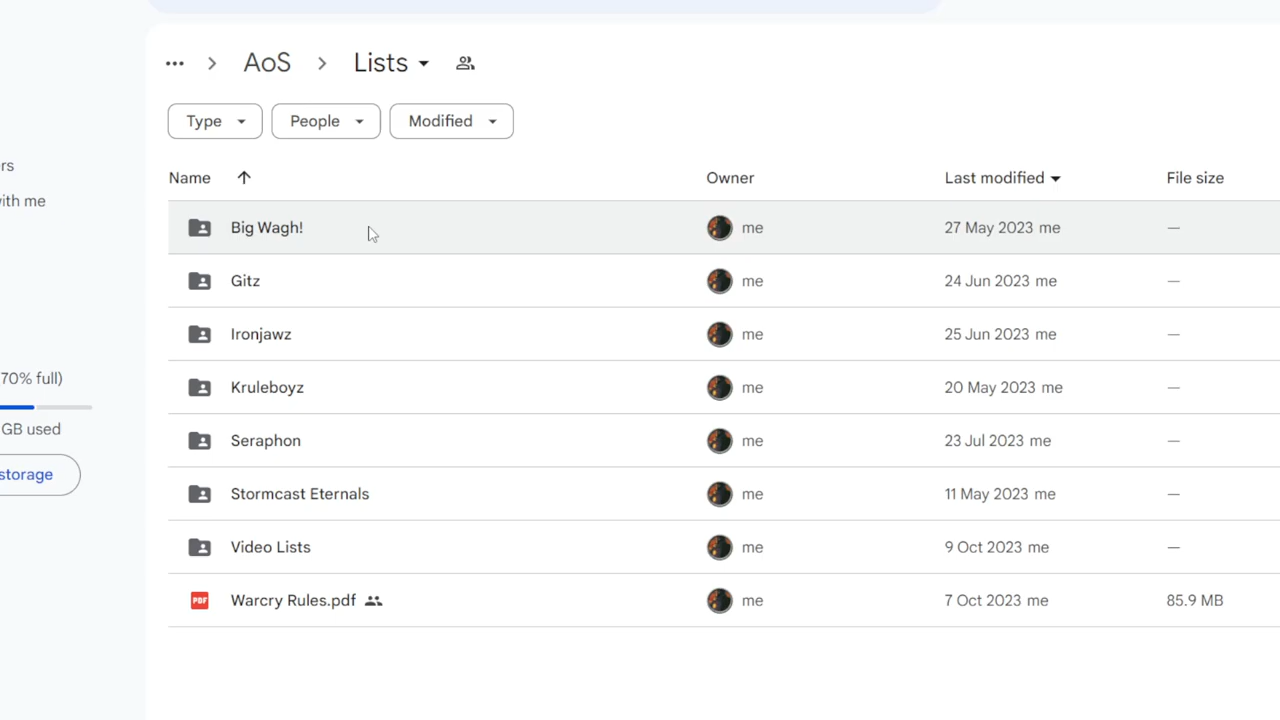 ... > AoS > Lists
Type People Modified
Name Owner Last modified File size
Big Wagh! me 27 May 2023 me —
Gitz me 24 Jun 2023 me —
Ironjawz me 25 Jun 2023 me —
Kruleboyz me 20 May 2023 me —
Seraphon me 23 Jul 2023 me —
Stormcast Eternals me 11 May 2023 me —
Video Lists me 9 Oct 2023 me —
PDF Warcry Rules.pdf me 7 Oct 2023 me 85.9 MB
rs
ith me
70% full)
GB used
storage